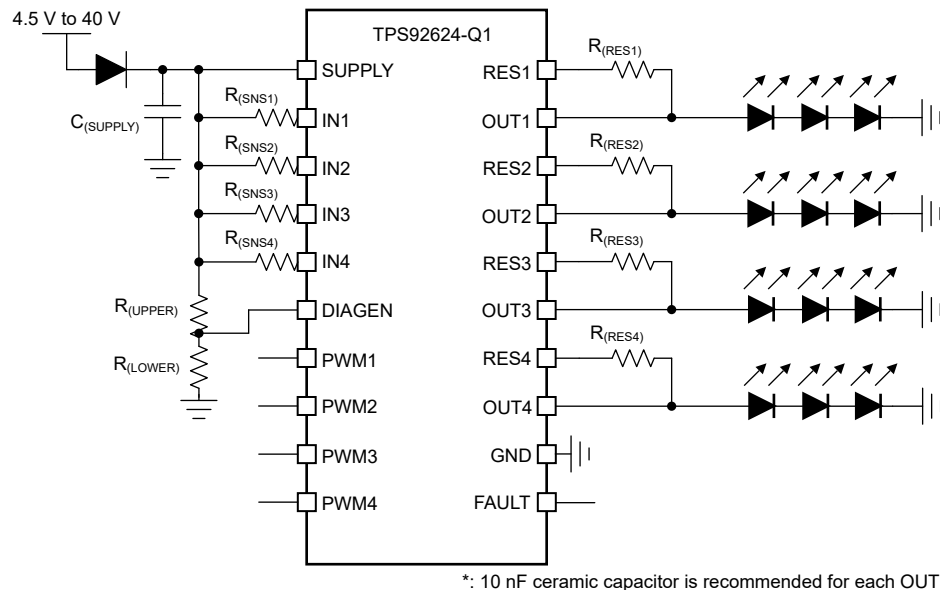 4.5 V to 40 V
TPS92624-Q1
SUPPLY
C(SUPPLY)
R(SNS1)
IN1
R(SNS2)
IN2
R(SNS3)
IN3
R(SNS4)
IN4
R(UPPER)
DIAGEN
R(LOWER)
PWM1
PWM2
PWM3
PWM4
R(RES1)
RES1
OUT1
R(RES2)
RES2
OUT2
R(RES3)
RES3
OUT3
R(RES4)
RES4
OUT4
GND
FAULT
*: 10 nF ceramic capacitor is recommended for each OUT